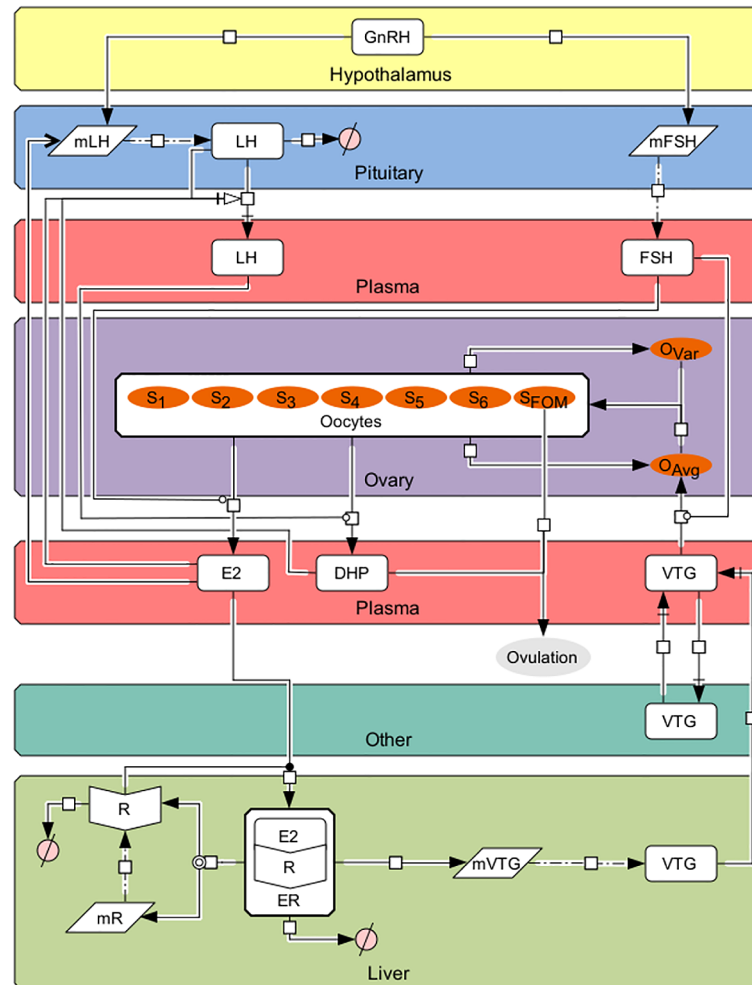 GnRH
Hypothalamus
mLH
LH
mFSH
Pituitary
LH
FSH
Plasma
OVar
S1 S2 S3 S4 S5 S6 SFOM
Oocytes
OAvg
Ovary
E2
DHP
VTG
Plasma
Ovulation
VTG
Other
R
E2
R
ER
mVTG
VTG
mR
Liver